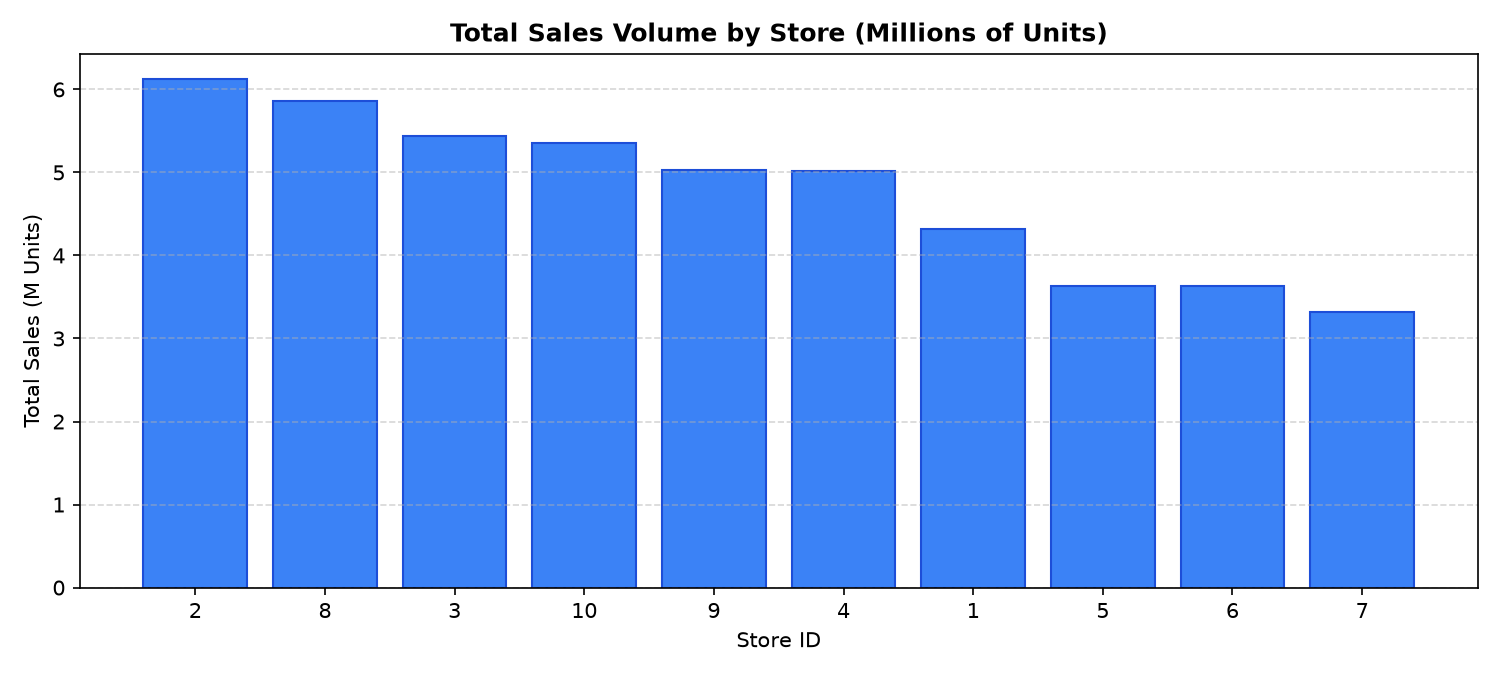 Total Sales Volume by Store (Millions of Units)
Total Sales (M Units)
6
5
4
3
2
1
0
2 8 3 10 9 4 1 5 6 7
Store ID